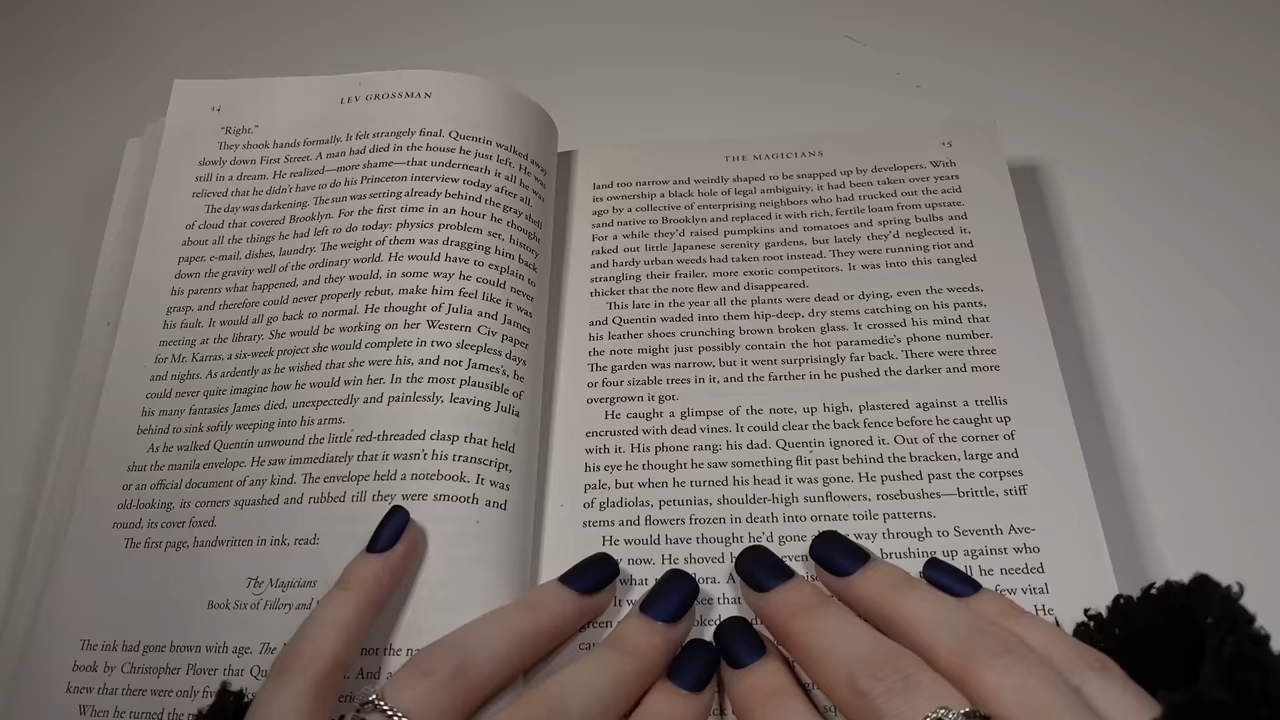 14
LEV GROSSMAN
"Right."
They shook hands formally. It felt strangely final. Quentin walked away
slowly down First Street. A man had died in the house he just left. He was
still in a dream. He realized—more shame—that underneath it all he was
relieved that he didn't have to do his Princeton interview today after all.
The day was darkening. The sun was setting already behind the gray shell
of cloud that covered Brooklyn. For the first time in an hour he thought
about all the things he had left to do today: physics problem set, history
paper, e-mail, dishes, laundry. The weight of them was dragging him back
down the gravity well of the ordinary world. He would have to explain to
his parents what happened, and they would, in some way he could never
grasp, and therefore could never properly rebut, make him feel like it was
his fault. It would all go back to normal. He thought of Julia and James
meeting at the library. She would be working on her Western Civ paper
for Mr. Karras, a six-week project she would complete in two sleepless days
and nights. As ardently as he wished that she were his, and not James's, he
could never quite imagine how he would win her. In the most plausible of
his many fantasies James died, unexpectedly and painlessly, leaving Julia
behind to sink softly weeping into his arms.
As he walked Quentin unwound the little red-threaded clasp that held
shut the manila envelope. He saw immediately that it wasn't his transcript,
or an official document of any kind. The envelope held a notebook. It was
old-looking, its corners squashed and rubbed till they were smooth and
round, its cover foxed.
The first page, handwritten in ink, read:
The Magicians
Book Six of Fillory and
The ink had gone brown with age. The not the
book by Christopher Plover that And a
knew that there were only
When he turned the
THE MAGICIANS
15
land too narrow and weirdly shaped to be snapped up by developers. With
its ownership a black hole of legal ambiguity, it had been taken over years
ago by a collective of enterprising neighbors who had trucked out the acid
sand native to Brooklyn and replaced it with rich, fertile loam from upstate.
For a while they'd raised pumpkins and tomatoes and spring bulbs and
raked out little Japanese serenity gardens, but lately they'd neglected it,
and hardy urban weeds had taken root instead. They were running riot and
strangling their frailer, more exotic competitors. It was into this tangled
thicket that the note flew and disappeared.
This late in the year all the plants were dead or dying, even the weeds,
and Quentin waded into them hip-deep, dry stems catching on his pants,
his leather shoes crunching brown broken glass. It crossed his mind that
the note might just possibly contain the hot paramedic's phone number.
The garden was narrow, but it went surprisingly far back. There were three
or four sizable trees in it, and the farther in he pushed the darker and more
overgrown it got.
He caught a glimpse of the note, up high, plastered against a trellis
encrusted with dead vines. It could clear the back fence before he caught up
with it. His phone rang: his dad. Quentin ignored it. Out of the corner of
his eye he thought he saw something flit past behind the bracken, large and
pale, but when he turned his head it was gone. He pushed past the corpses
of gladiolas, petunias, shoulder-high sunflowers, rosebushes—brittle, stiff
stems and flowers frozen in death into ornate toile patterns.
He would have thought he'd gone way through to Seventh Ave-
now. He shoved even brushing up against who
what flora. A he needed
It see that few vital
green He